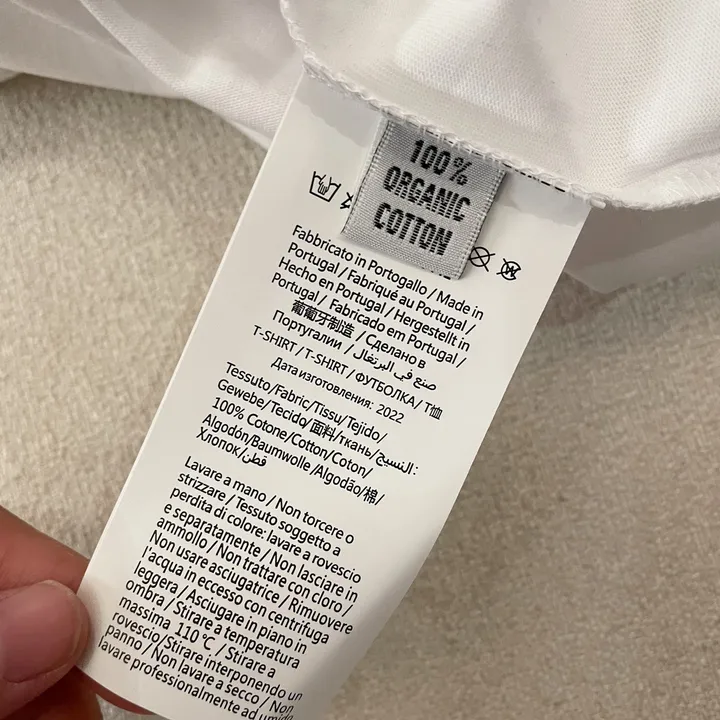 100%
ORGANIC
COTTON
Fabbricato in Portogallo / Made in
Portugal / Fabriqué au Portugal /
Hecho en Portugal / Hergestellt in
Portugal / Fabricado em Portugal /
葡萄牙制造 / Сделано в
Португалии / صنع في البرتغال
T-SHIRT/T-SHIRT / ФУТБОЛКА/ T恤
Дата изготовления: 2022
Tessuto/Fabric/Tissu/Tejido/
Gewebe/Tecido/面料/ткань/النسيج:
100% Cotone/Cotton/Coton/
Algodón/Baumwolle /Algodão/棉/
Хлопок/قطن
Lavare a mano / Non torcere o
strizzare / Tessuto soggetto a
perdita di colore: lavare a rovescio
e separatamente / Non lasciare in
ammollo / Non trattare con cloro /
Non usare asciugatrice / Rimuovere
l'acqua in eccesso con centrifuga
leggera / Asciugare in piano in
ombra / Stirare a temperatura
massima 110℃ / Stirare a
rovescio/Stirare interponendo un
panno / Non lavare a secco / Non
lavare professionalmente ad umido